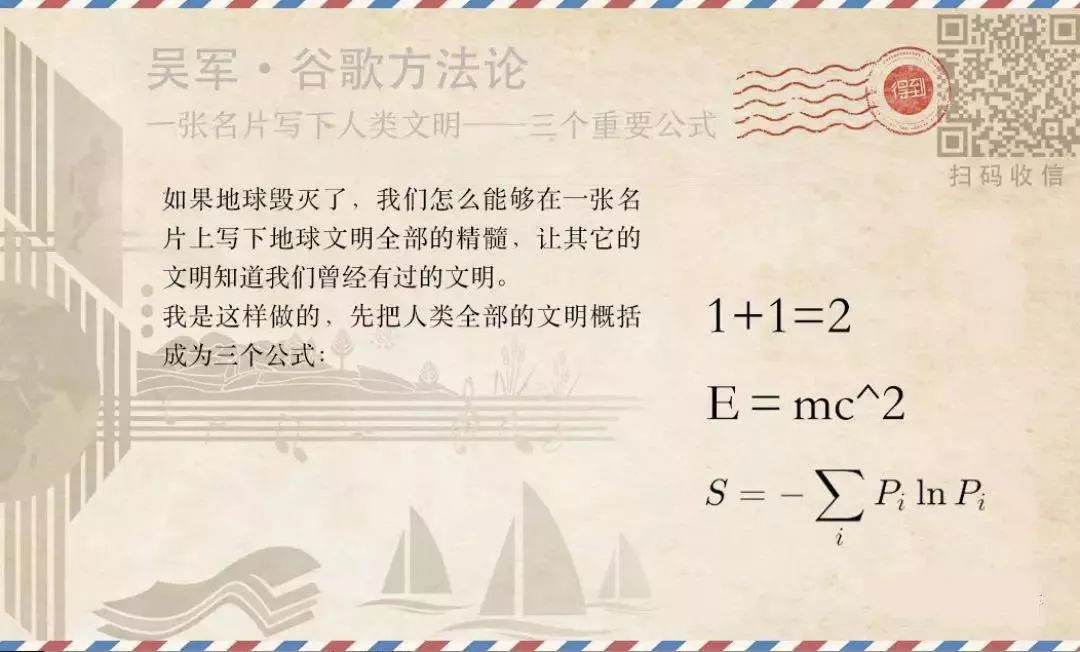 吴军·谷歌方法论
一张名片写下人类文明——三个重要公式
得到
扫码收信
如果地球毁灭了，我们怎么能够在一张名
片上写下地球文明全部的精髓，让其它的
文明知道我们曾经有过的文明。
我是这样做的，先把人类全部的文明概括
成为三个公式：
1+1=2
E = mc^2
S = − ∑ P_i ln P_i
i